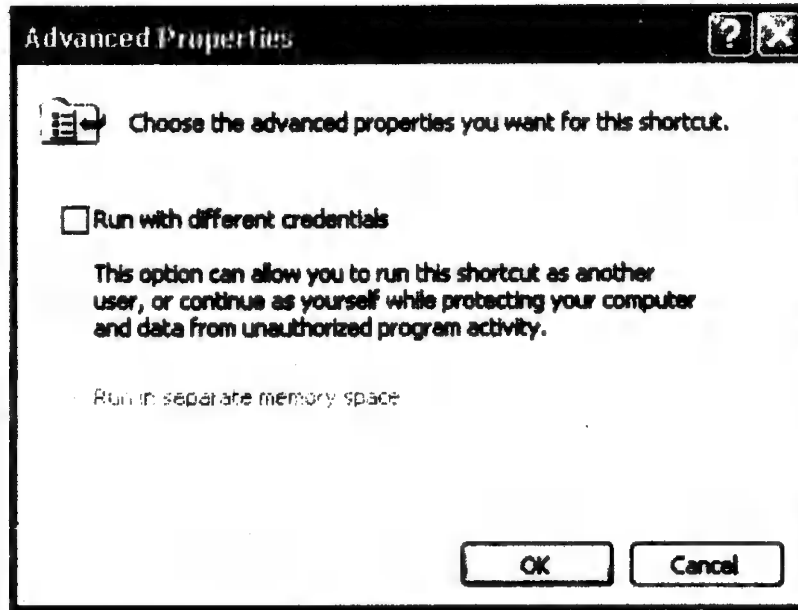 Advanced Properties
Choose the advanced properties you want for this shortcut.
Run with different credentials
This option can allow you to run this shortcut as another
user, or continue as yourself while protecting your computer
and data from unauthorized program activity.
Run in separate memory space
OK
Cancel